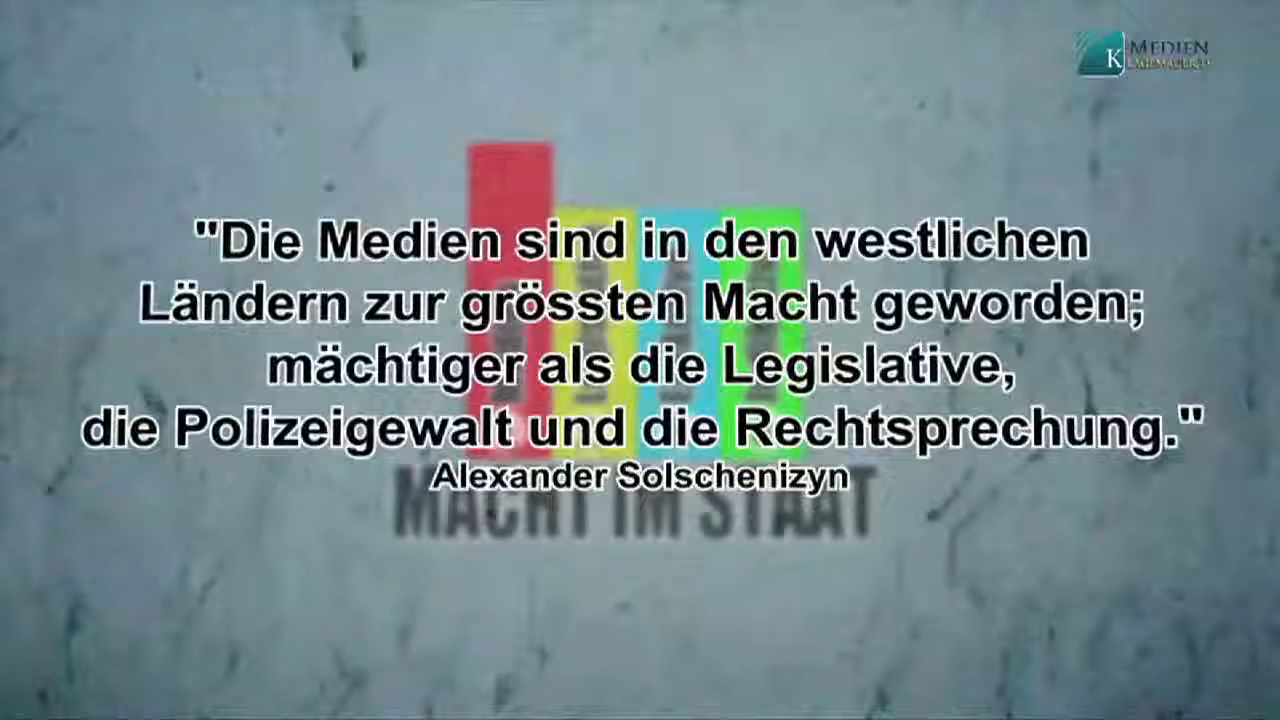 MEDIEN
K
"Die Medien sind in den westlichen
Ländern zur grössten Macht geworden;
mächtiger als die Legislative,
die Polizeigewalt und die Rechtsprechung."
Alexander Solschenizyn
MACHT IM STAAT